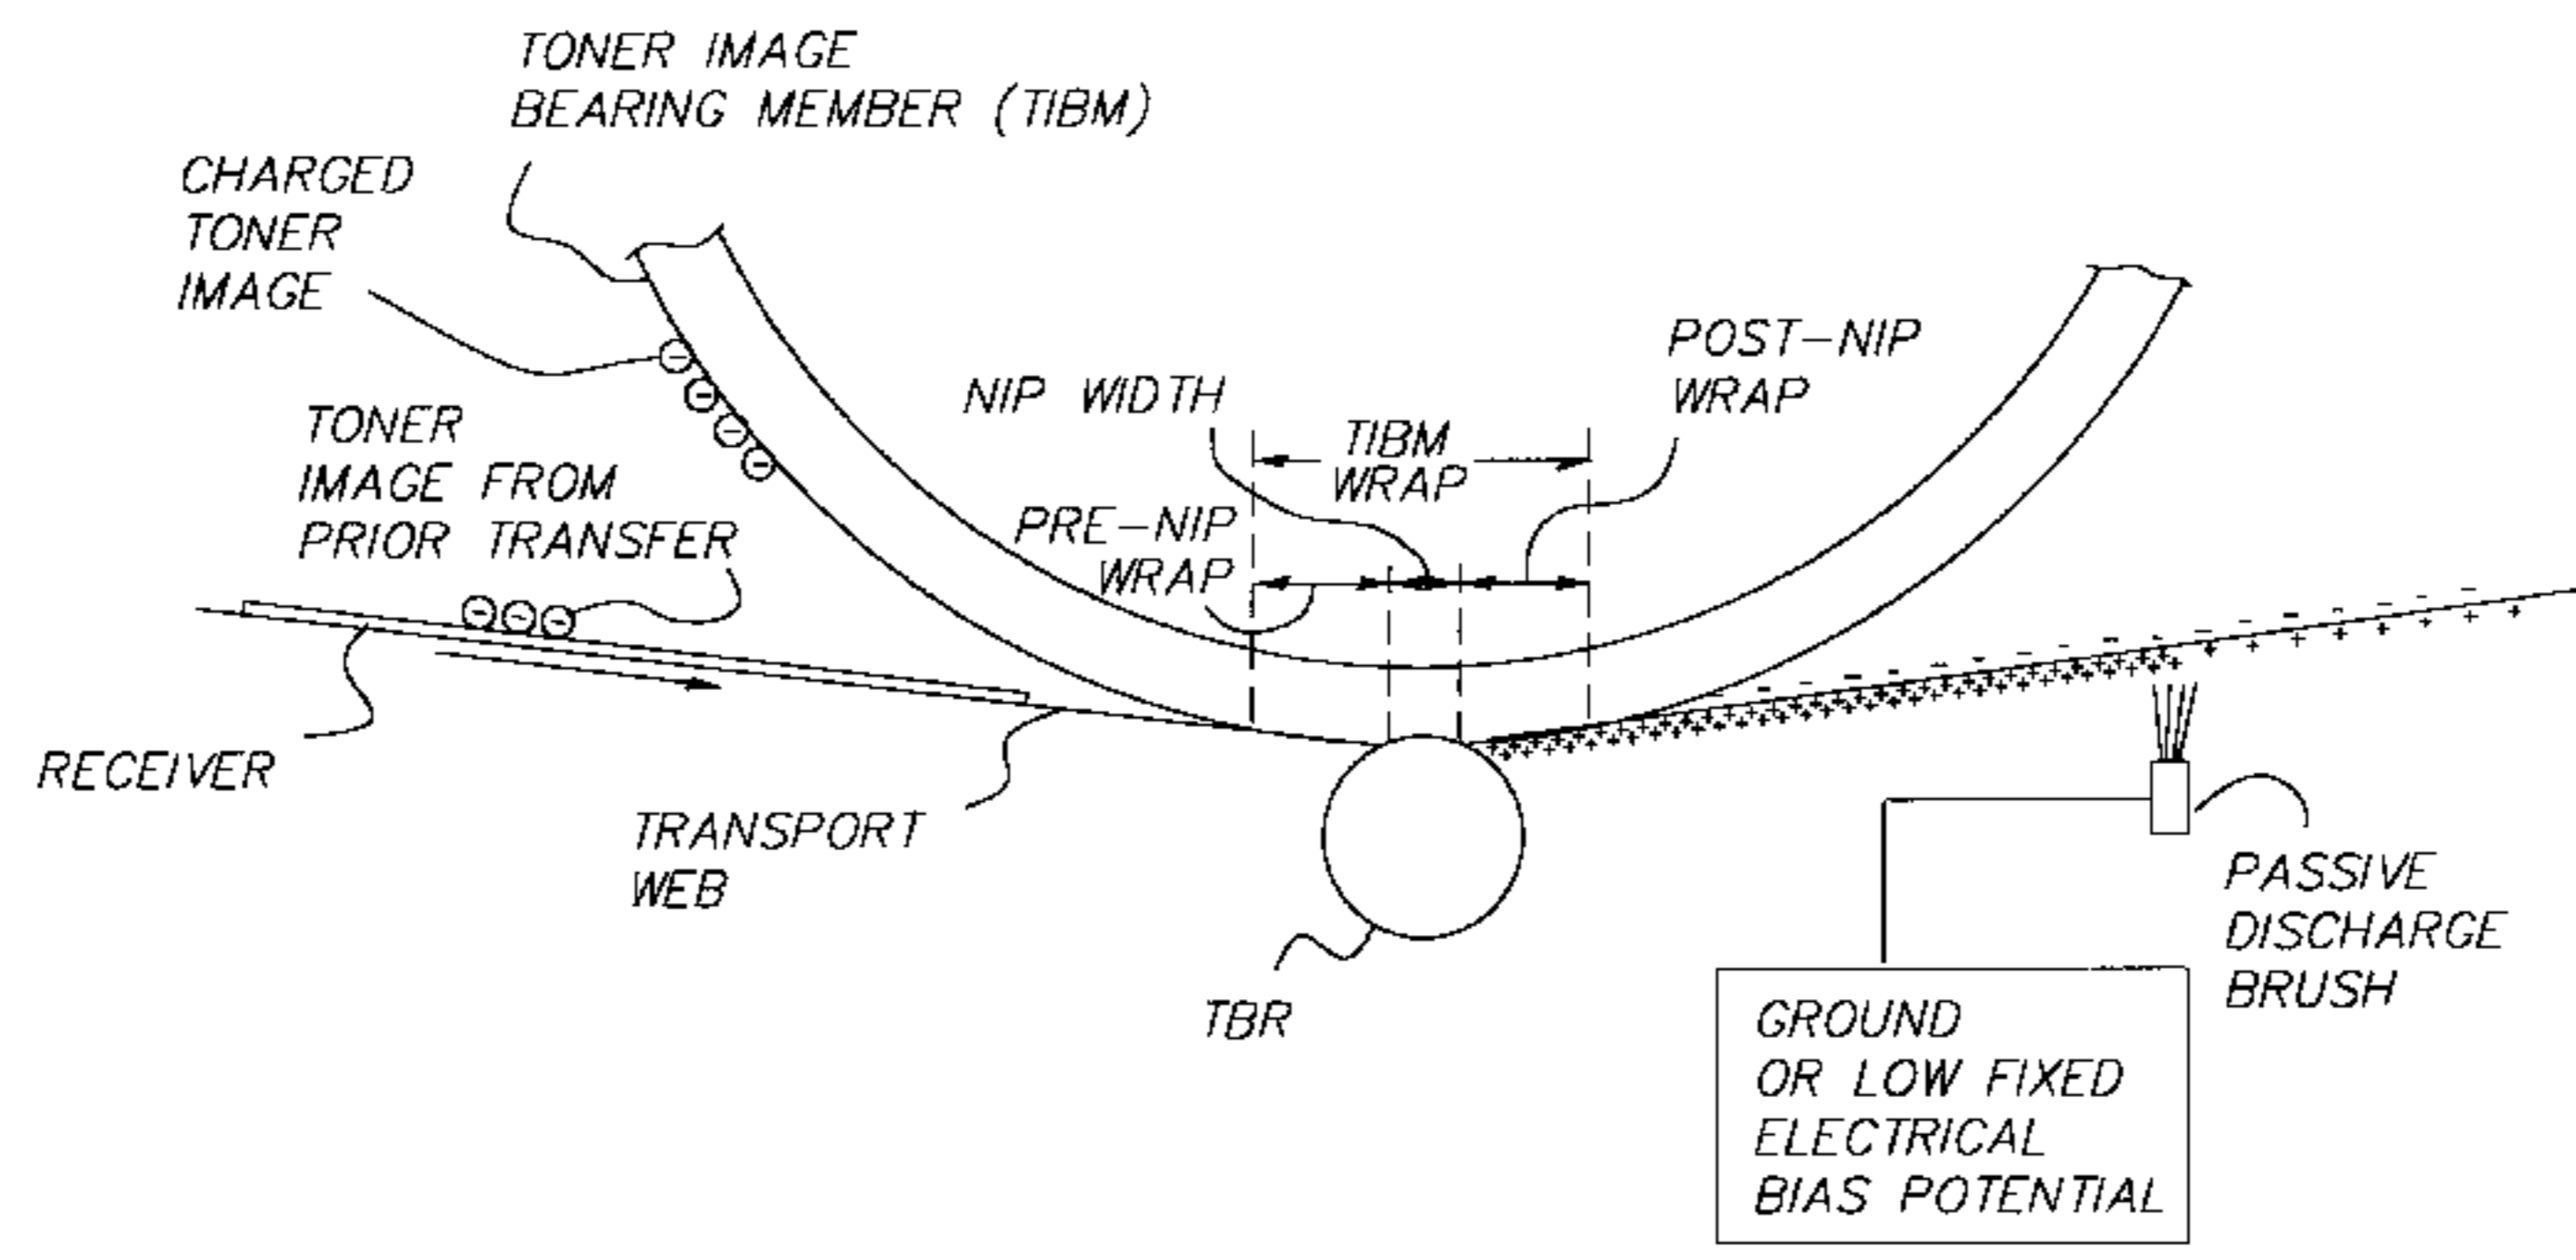 TONER IMAGE
BEARING MEMBER (TIBM)
CHARGED
TONER
IMAGE
TONER
IMAGE FROM
PRIOR TRANSFER
NIP WIDTH
TIBM
WRAP
POST-NIP
WRAP
PRE-NIP
WRAP
RECEIVER
TRANSPORT
WEB
TBR
PASSIVE
DISCHARGE
BRUSH
GROUND
OR LOW FIXED
ELECTRICAL
BIAS POTENTIAL